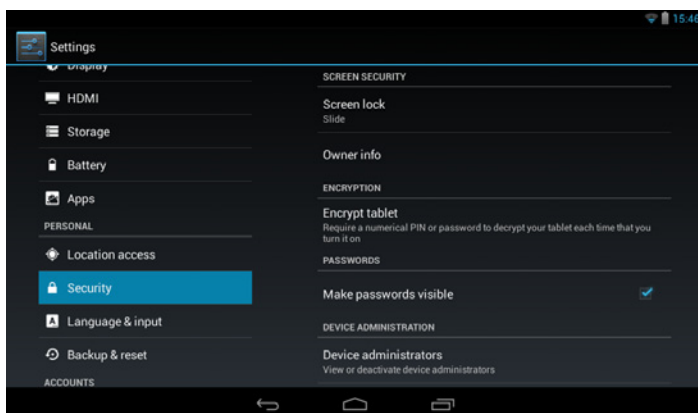 15:46
Settings
Display
HDMI
Storage
Battery
Apps
PERSONAL
Location access
Security
Language & input
Backup & reset
ACCOUNTS
SCREEN SECURITY
Screen lock
Slide
Owner info
ENCRYPTION
Encrypt tablet
Require a numerical PIN or password to decrypt your tablet each time that you
turn it on
PASSWORDS
Make passwords visible
DEVICE ADMINISTRATION
Device administrators
View or deactivate device administrators